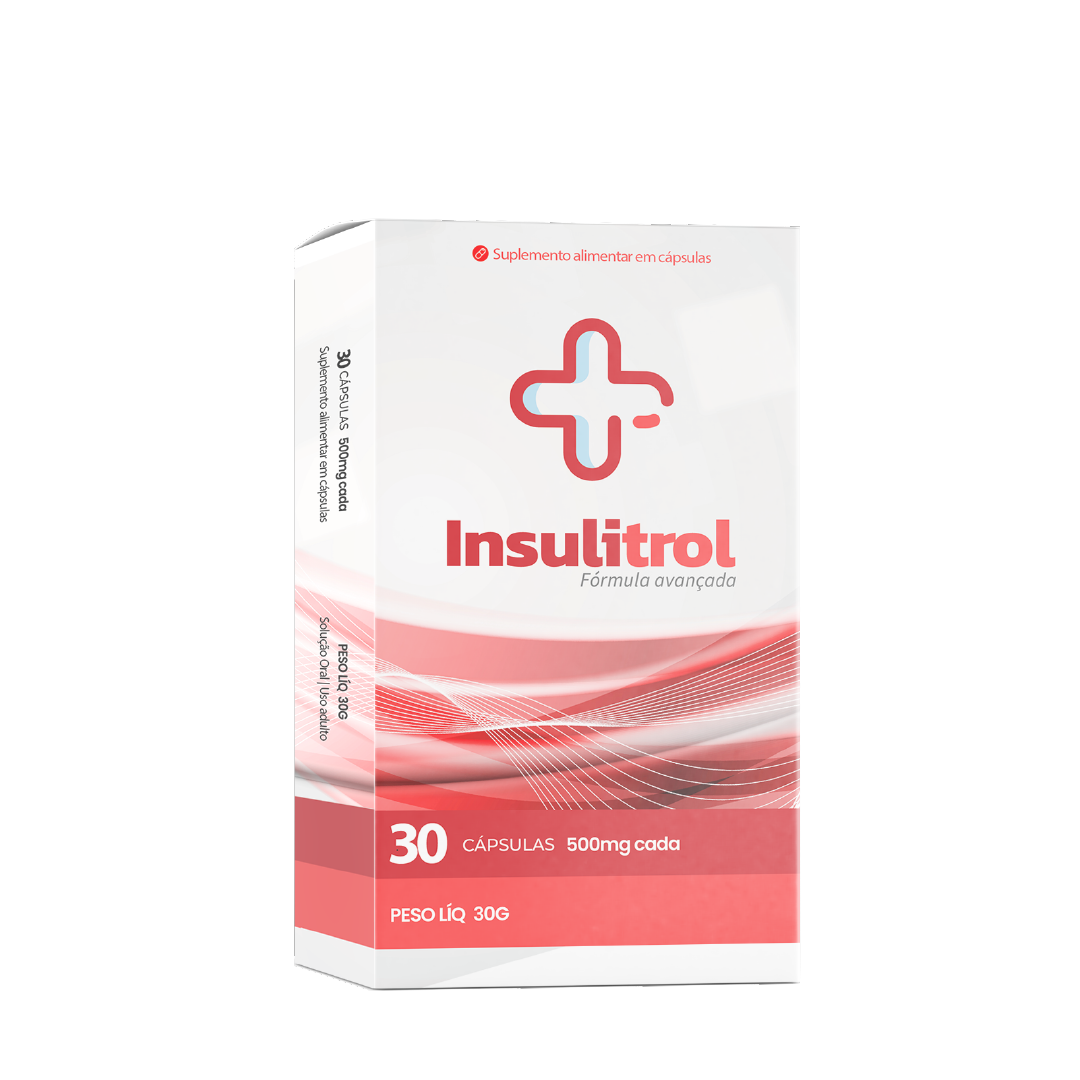 Suplemento alimentar em cápsulas
Insulitrol
Fórmula avançada
30 CÁPSULAS 500mg cada
PESO LÍQ 30G
30 CÁPSULAS 500mg cada
Suplemento alimentar em cápsulas
PESO LÍQ 30G
Solução Oral | Uso adulto